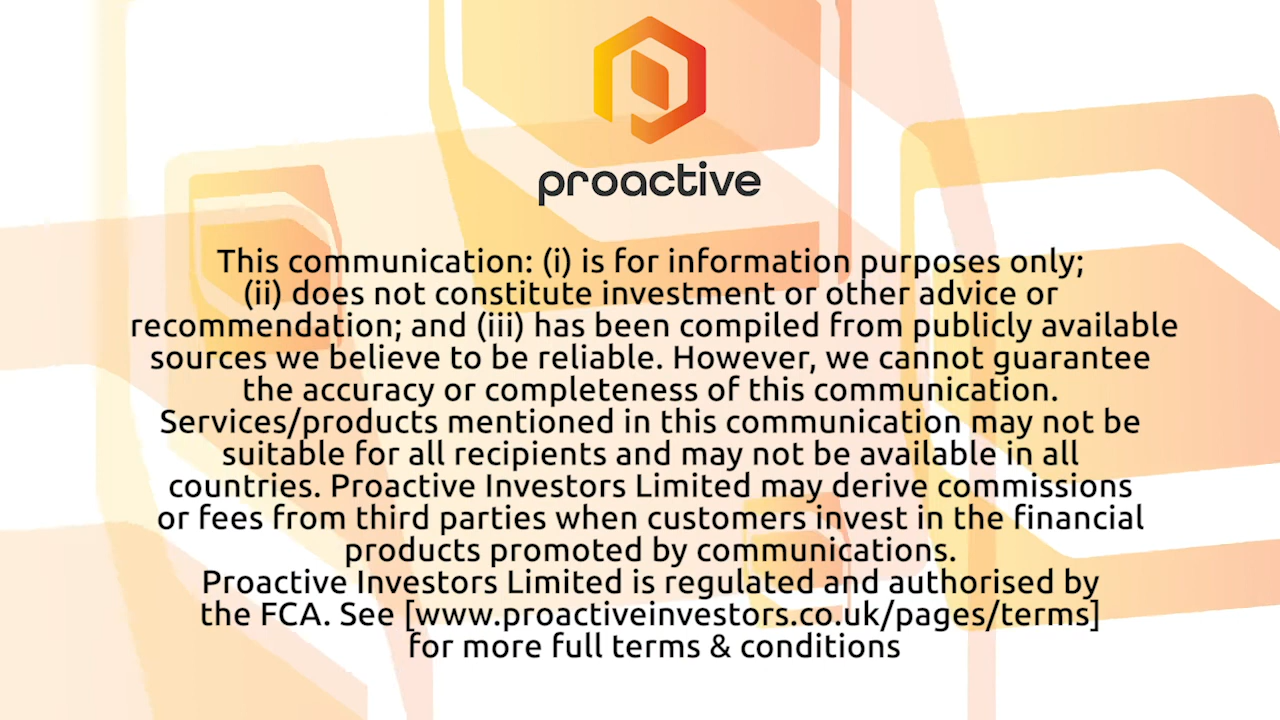 proactive
This communication: (i) is for information purposes only;
(ii) does not constitute investment or other advice or
recommendation; and (iii) has been compiled from publicly available
sources we believe to be reliable. However, we cannot guarantee
the accuracy or completeness of this communication.
Services/products mentioned in this communication may not be
suitable for all recipients and may not be available in all
countries. Proactive Investors Limited may derive commissions
or fees from third parties when customers invest in the financial
products promoted by communications.
Proactive Investors Limited is regulated and authorised by
the FCA. See [www.proactiveinvestors.co.uk/pages/terms]
for more full terms & conditions